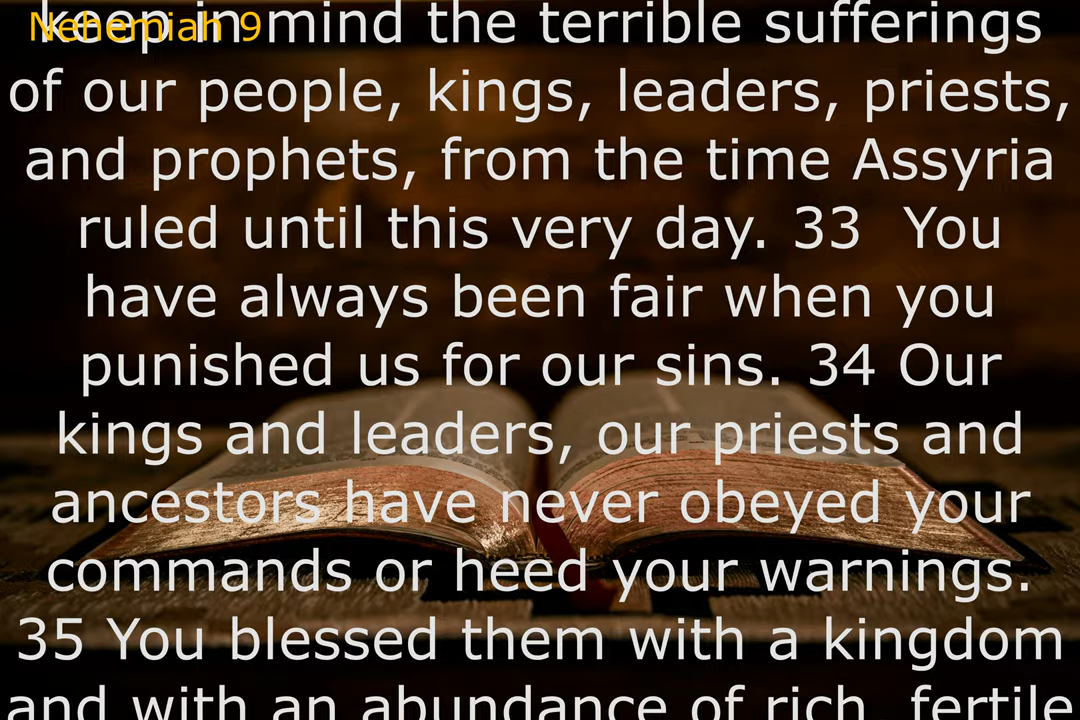 Nehemiah 9
keep in mind the terrible sufferings
of our people, kings, leaders, priests,
and prophets, from the time Assyria
ruled until this very day. 33 You
have always been fair when you
punished us for our sins. 34 Our
kings and leaders, our priests and
ancestors have never obeyed your
commands or heed your warnings.
35 You blessed them with a kingdom
and with an abundance of rich, fertile